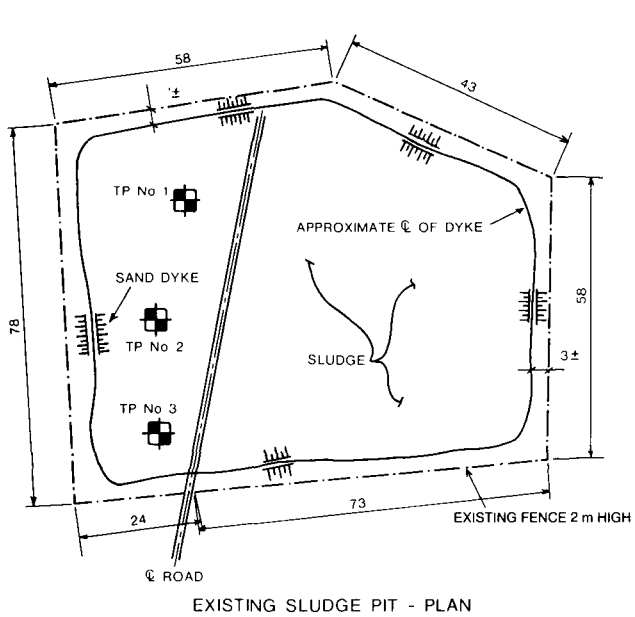 58
43
'±
TP No 1
APPROXIMATE ℄ OF DYKE
SAND DYKE
78
58
TP No 2
SLUDGE
3±
TP No 3
24
73
EXISTING FENCE 2 m HIGH
℄ ROAD
EXISTING SLUDGE PIT - PLAN